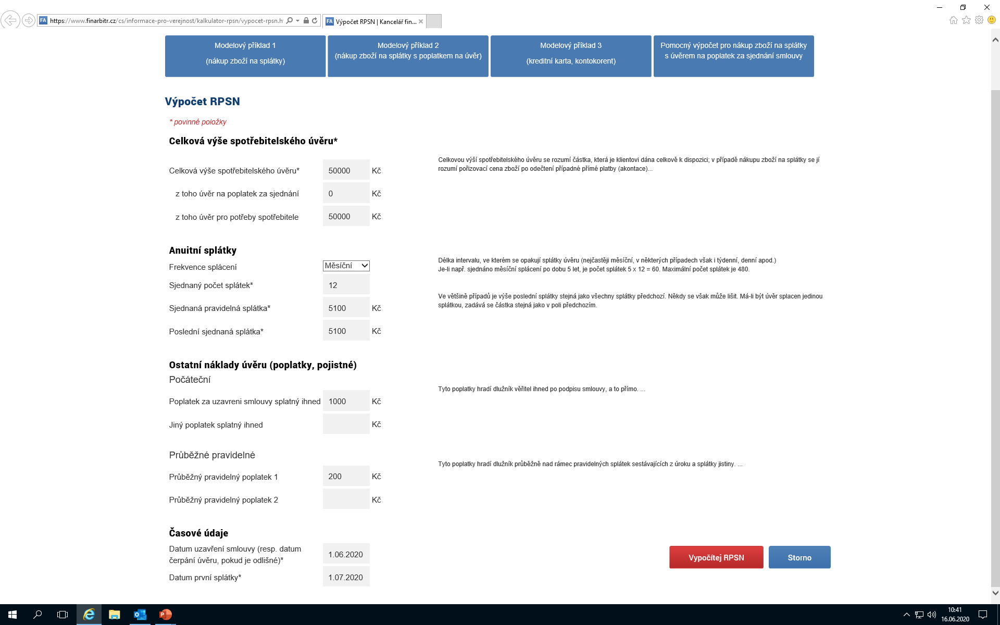 https://www.finarbitr.cz/cs/informace-pro-verejnost/kalkulator-rpsn/vypocet-rpsn.h
FA Výpočet RPSN | Kancelář fin...
Modelový příklad 1
(nákup zboží na splátky)
Modelový příklad 2
(nákup zboží na splátky s poplatkem na úvěr)
Modelový příklad 3
(kreditní karta, kontokorent)
Pomocný výpočet pro nákup zboží na splátky
s úvěrem na poplatek za sjednání smlouvy
Výpočet RPSN
* povinné položky
Celková výše spotřebitelského úvěru*
Celková výše spotřebitelského úvěru* 50000 Kč
Celkovou výší spotřebitelského úvěru se rozumí částka, která je klientovi dána celkově k dispozici; v případě nákupu zboží na splátky se jí
rozumí pořizovací cena zboží po odečtení případné přímé platby (akontace)...
z toho úvěr na poplatek za sjednání 0 Kč
z toho úvěr pro potřeby spotřebitele 50000 Kč
Anuitní splátky
Frekvence splácení Měsíční
Délka intervalu, ve kterém se opakují splátky úvěru (nejčastěji měsíční, v některých případech však i týdenní, denní apod.)
Je-li např. sjednáno měsíční splácení po dobu 5 let, je počet splátek 5 x 12 = 60. Maximální počet splátek je 480.
Sjednaný počet splátek* 12
Sjednaná pravidelná splátka* 5100 Kč
Ve většině případů je výše poslední splátky stejná jako všechny splátky předchozí. Někdy se však může lišit. Má-li být úvěr splacen jedinou
splátkou, zadává se částka stejná jako v poli předchozím.
Poslední sjednaná splátka* 5100 Kč
Ostatní náklady úvěru (poplatky, pojistné)
Počáteční
Tyto poplatky hradí dlužník věřitel ihned po podpisu smlouvy, a to přímo. ...
Poplatek za uzavreni smlouvy splatný ihned 1000 Kč
Jiný poplatek splatný ihned Kč
Průběžné pravidelné
Tyto poplatky hradí dlužník průběžně nad rámec pravidelných splátek sestávajících z úroku a splátky jistiny. ...
Průběžný pravidelný poplatek 1 200 Kč
Průběžný pravidelný poplatek 2 Kč
Časové údaje
Datum uzavření smlouvy (resp. datum
čerpání úvěru, pokud je odlišné)* 1.06.2020
Datum první splátky* 1.07.2020
Vypočítej RPSN
Storno
10:41
16.06.2020